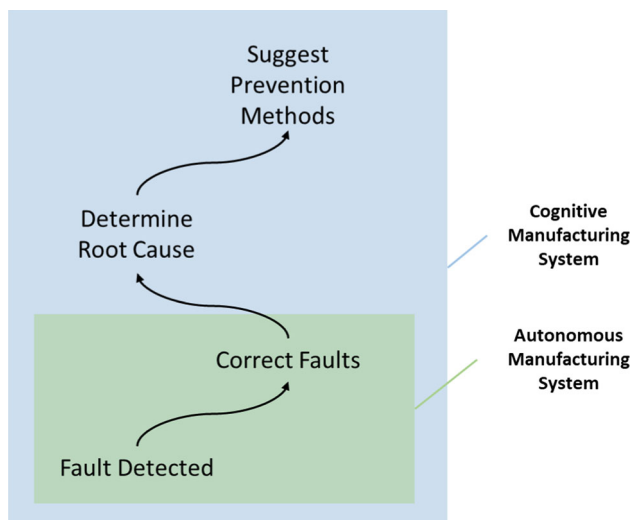 Suggest
Prevention
Methods
Determine
Root Cause
Cognitive
Manufacturing
System
Correct Faults
Autonomous
Manufacturing
System
Fault Detected